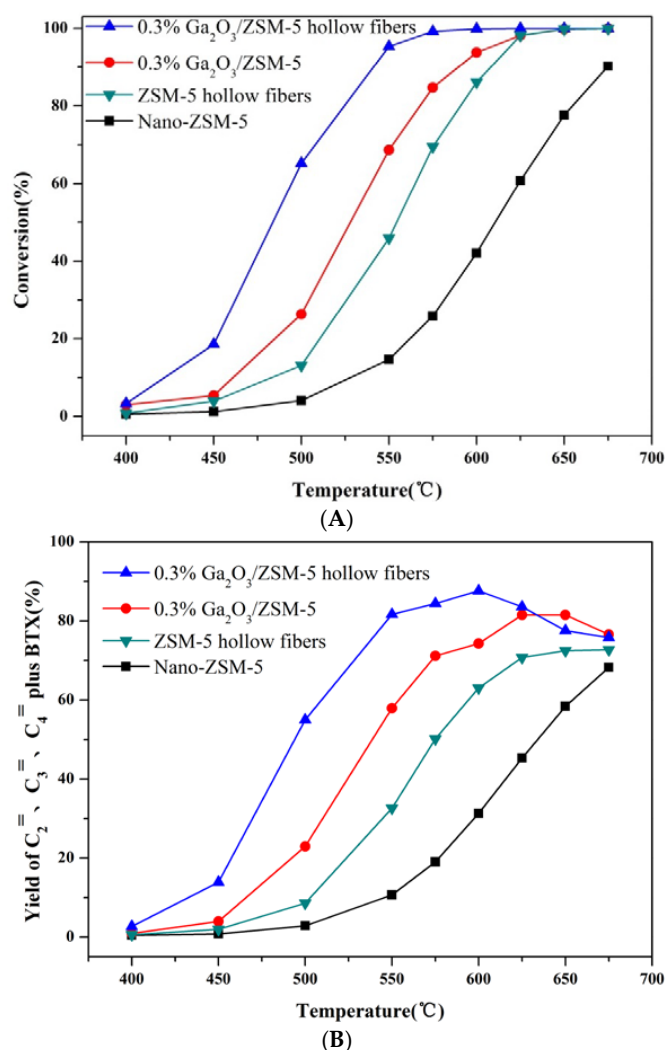 100
80
60
40
20
0
Conversion(%)
0.3% Ga₂O₃/ZSM-5 hollow fibers
0.3% Ga₂O₃/ZSM-5
ZSM-5 hollow fibers
Nano-ZSM-5
400 450 500 550 600 650 700
Temperature(℃)
(A)
100
80
60
40
20
0
Yield of C₂⁼、C₃⁼、C₄⁼ plus BTX(%)
0.3% Ga₂O₃/ZSM-5 hollow fibers
0.3% Ga₂O₃/ZSM-5
ZSM-5 hollow fibers
Nano-ZSM-5
400 450 500 550 600 650 700
Temperature(℃)
(B)